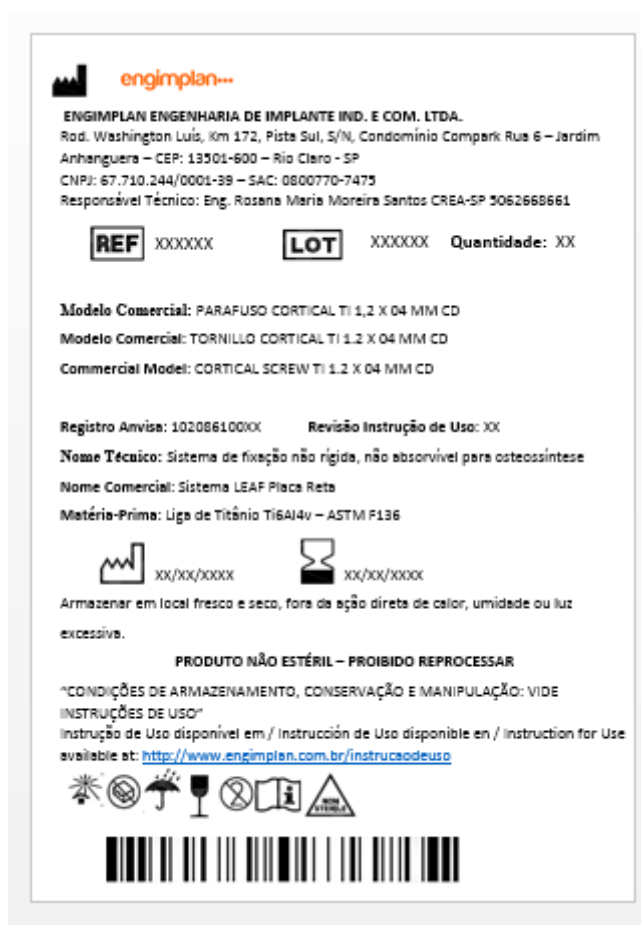 engimplan
ENGIMPLAN ENGENHARIA DE IMPLANTE IND. E COM. LTDA.
Rod. Washington Luís, Km 172, Pista Sul, S/N, Condomínio Compark Rua 6 – Jardim
Anhanguera – CEP: 13501-600 – Rio Claro - SP
CNPJ: 67.710.244/0001-39 – SAC: 0800770-7475
Responsável Técnico: Eng. Rosana Maria Moreira Santos CREA-SP 5062668661
REF XXXXXX LOT XXXXXX Quantidade: XX
Modelo Comercial: PARAFUSO CORTICAL TI 1,2 X 04 MM CD
Modelo Comercial: TORNILLO CORTICAL TI 1.2 X 04 MM CD
Commercial Model: CORTICAL SCREW TI 1.2 X 04 MM CD
Registro Anvisa: 102086100XX Revisão Instrução de Uso: XX
Nome Técnico: Sistema de fixação não rígida, não absorvível para osteossíntese
Nome Comercial: Sistema LEAF Placa Reta
Matéria-Prima: Liga de Titânio Ti6Al4v – ASTM F136
xx/xx/xxxx xx/xx/xxxx
Armazenar em local fresco e seco, fora da ação direta de calor, umidade ou luz
excessiva.
PRODUTO NÃO ESTÉRIL – PROIBIDO REPROCESSAR
"CONDIÇÕES DE ARMAZENAMENTO, CONSERVAÇÃO E MANIPULAÇÃO: VIDE
INSTRUÇÕES DE USO"
Instrução de Uso disponível em / Instrucción de Uso disponible en / Instruction for Use
available at: http://www.engimplan.com.br/instrucaodeuso
2 i NON
STERILE